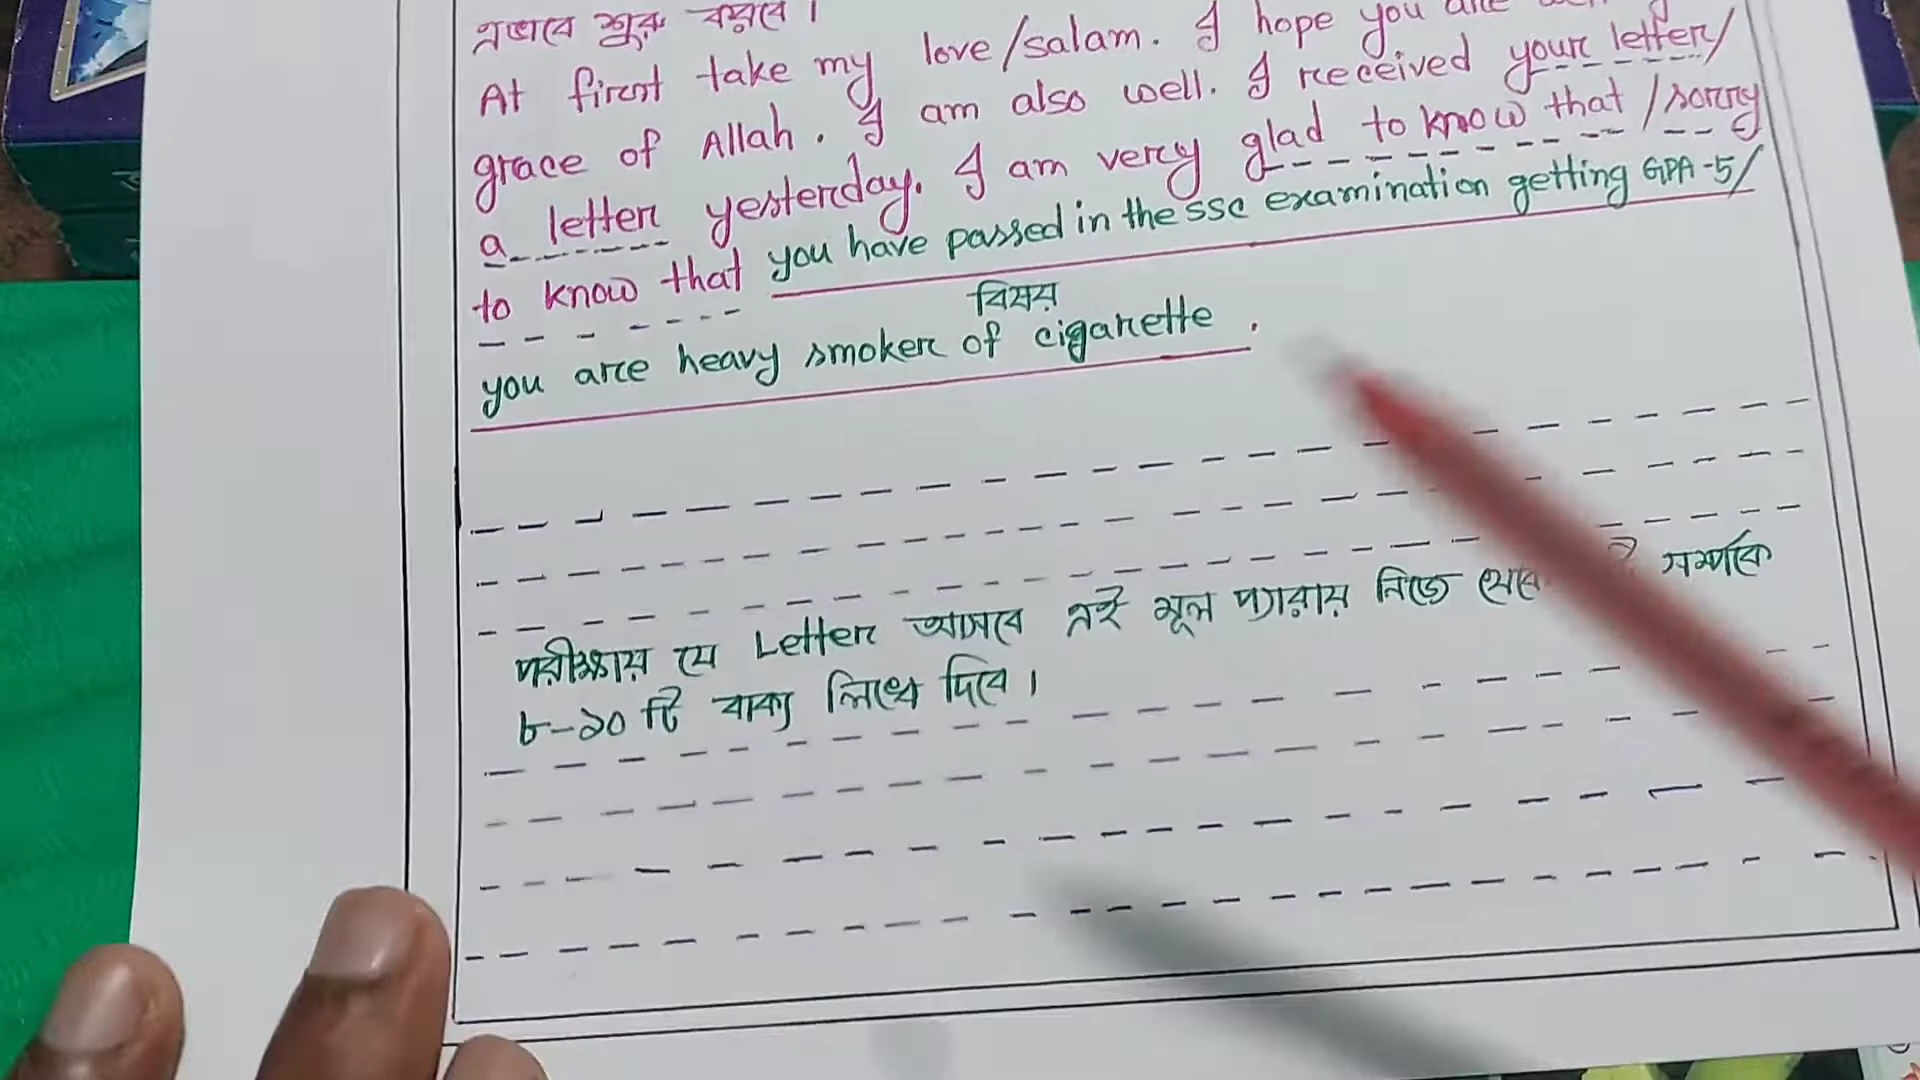 এভাবে শুরু করবে।
At first take my love/salam. I hope you are
grace of Allah. I am also well. I received your letter/
a letter yesterday. I am very glad to know that /sorry
to know that you have passed in the ssc examination getting GPA-5/
বিষয়
you are heavy smoker of cigarette.
পরীক্ষায় যে Letter আসবে এই মূল প্যারায় নিজে থেকে সম্পর্কে
৮-১০ টি বাক্য লিখে দিবে।